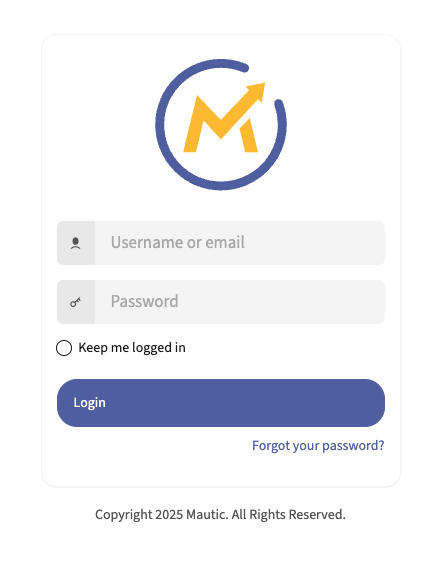 Username or email
Password
Keep me logged in
Login
Forgot your password?
Copyright 2025 Mautic. All Rights Reserved.